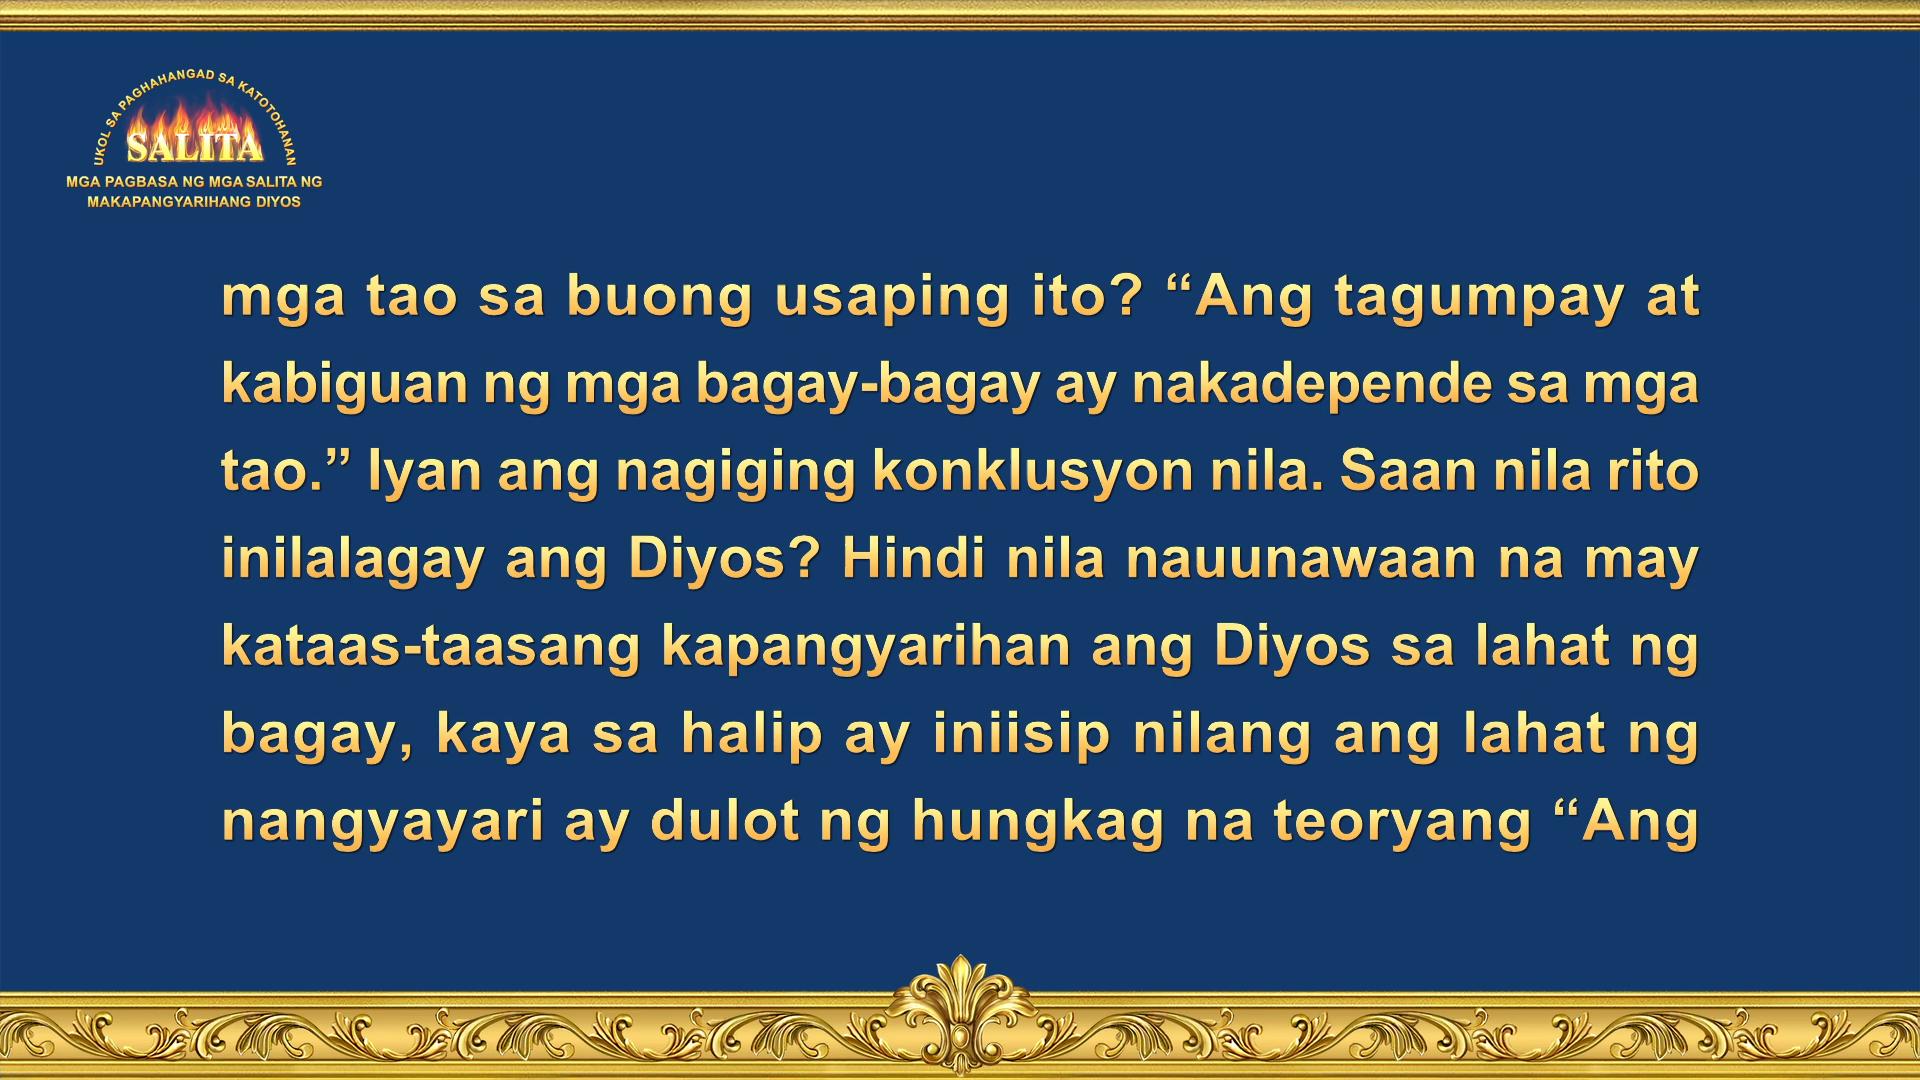 UKOL SA PAGHAHANGAD SA KATOTOHANAN
SALITA
MGA PAGBASA NG MGA SALITA NG
MAKAPANGYARIHANG DIYOS
mga tao sa buong usaping ito? “Ang tagumpay at
kabiguan ng mga bagay-bagay ay nakadepende sa mga
tao.” Iyan ang nagiging konklusyon nila. Saan nila rito
inilalagay ang Diyos? Hindi nila nauunawaan na may
kataas-taasang kapangyarihan ang Diyos sa lahat ng
bagay, kaya sa halip ay iniisip nilang ang lahat ng
nangyayari ay dulot ng hungkag na teoryang “Ang